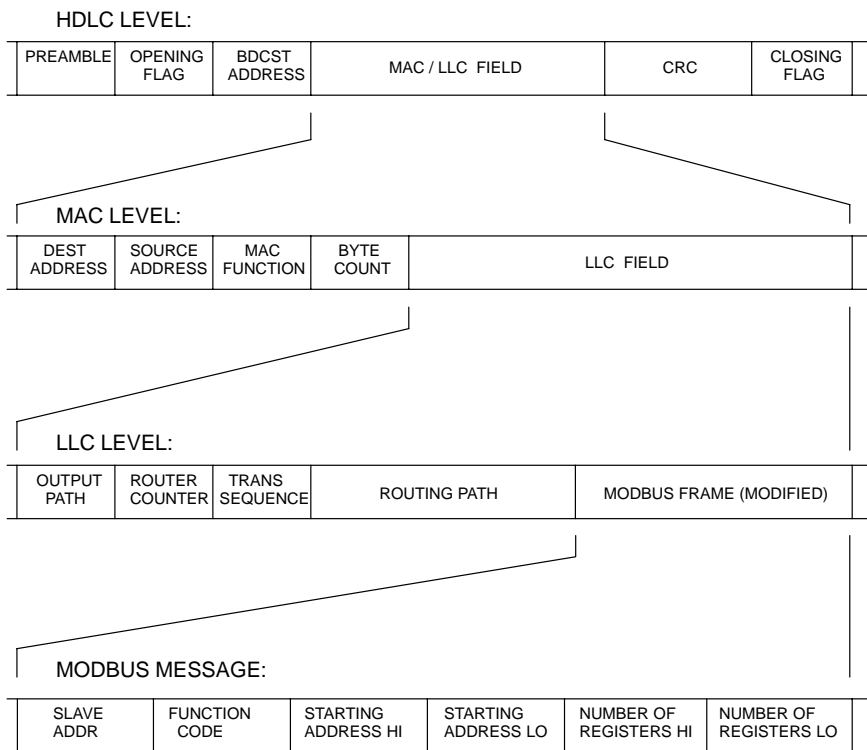 HDLC LEVEL:
PREAMBLE
OPENING
FLAG
BDCST
ADDRESS
MAC / LLC FIELD
CRC
CLOSING
FLAG
MAC LEVEL:
DEST
ADDRESS
SOURCE
ADDRESS
MAC
FUNCTION
BYTE
COUNT
LLC FIELD
LLC LEVEL:
OUTPUT
PATH
ROUTER
COUNTER
TRANS
SEQUENCE
ROUTING PATH
MODBUS FRAME (MODIFIED)
MODBUS MESSAGE:
SLAVE
ADDR
FUNCTION
CODE
STARTING
ADDRESS HI
STARTING
ADDRESS LO
NUMBER OF
REGISTERS HI
NUMBER OF
REGISTERS LO